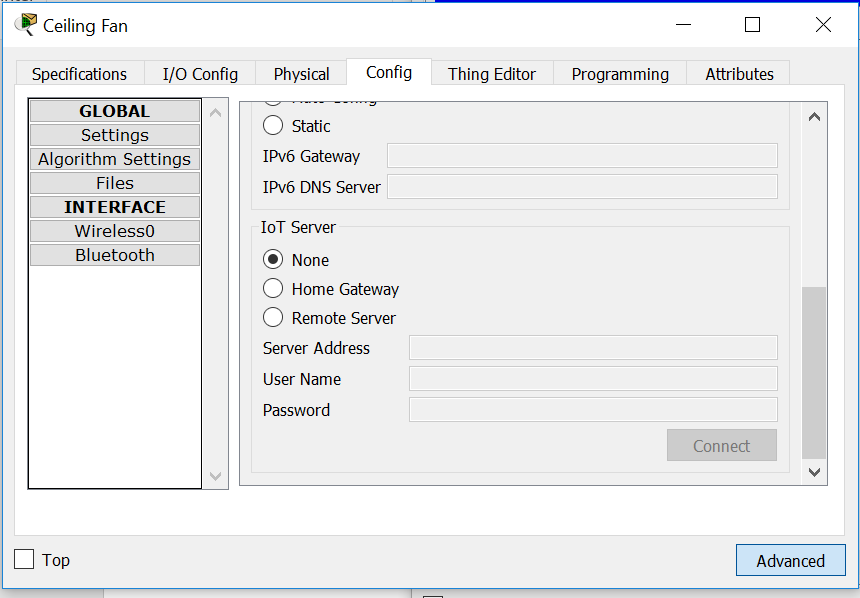 Ceiling Fan
Specifications I/O Config Physical Config Thing Editor Programming Attributes
GLOBAL
Settings
Algorithm Settings
Files
INTERFACE
Wireless0
Bluetooth
Static
IPv6 Gateway
IPv6 DNS Server
IoT Server
None
Home Gateway
Remote Server
Server Address
User Name
Password
Connect
Top
Advanced